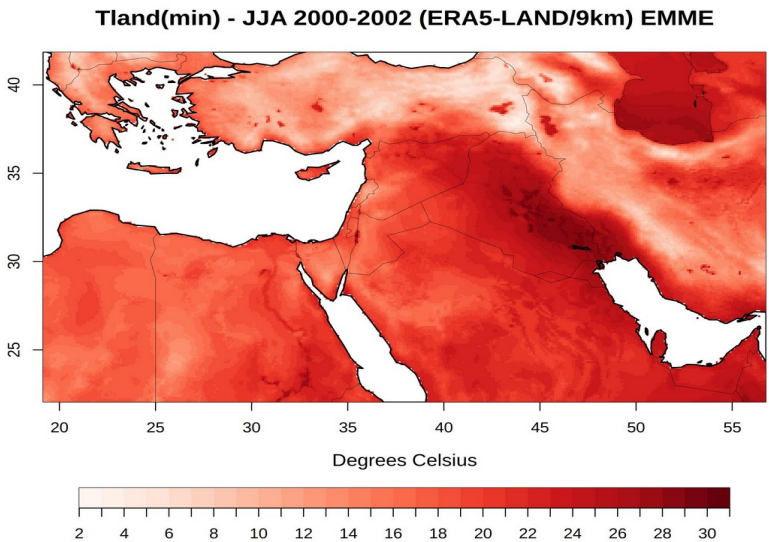 Tland(min) - JJA 2000-2002 (ERA5-LAND/9km) EMME
40
35
30
25
20 25 30 35 40 45 50 55
Degrees Celsius
2 4 6 8 10 12 14 16 18 20 22 24 26 28 30